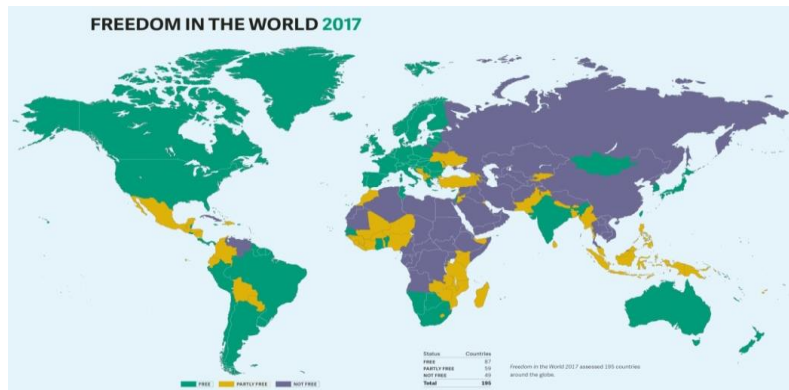 FREEDOM IN THE WORLD 2017
Status Countries
FREE 87
PARTLY FREE 59
NOT FREE 49
Total 195
Freedom in the World 2017 assessed 195 countries
around the globe.
FREE PARTLY FREE NOT FREE